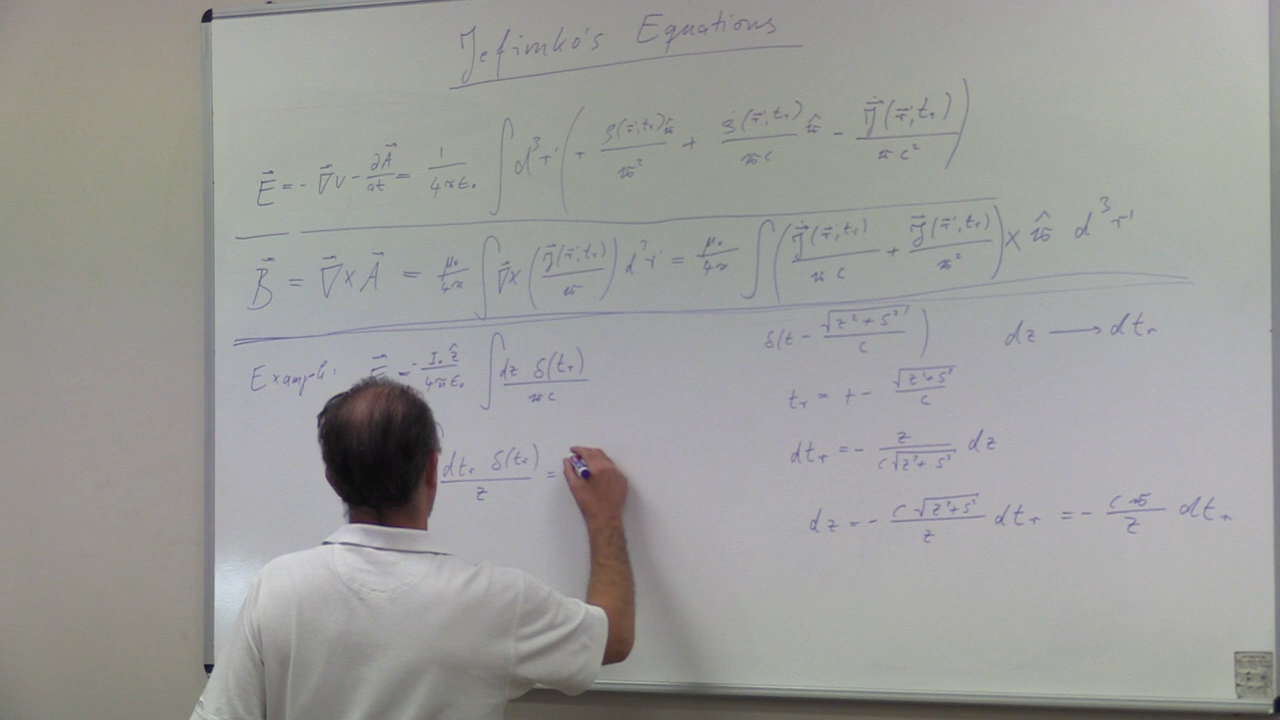 Jefimko's Equations
E⃗ = - ∇⃗V - ∂A⃗/∂t = 1/4πε₀ ∫ d³r' ( + ρ(r⃗',tᵣ)r̂/r² + ρ̇(r⃗',tᵣ)/rc r̂ - J⃗̇(r⃗',tᵣ)/rc² )
B⃗ = ∇⃗×A⃗ = μ₀/4π ∫ ∇⃗× ( J⃗(r⃗',tᵣ)/r ) d³r' = μ₀/4π ∫ ( J⃗̇(r⃗',tᵣ)/rc + J⃗(r⃗',tᵣ)/r² ) × r̂ d³r'
Example: E⃗ = - I₀ẑ/4πε₀ ∫ dz δ(tᵣ)/rc
dtᵣ δ(tᵣ)/z =
δ(t - √(z²+s²)/c ) dz ⟶ dtᵣ
tᵣ = t - √(z²+s²)/c
dtᵣ = - z/c√(z²+s²) dz
dz = - c√(z²+s²)/z dtᵣ = - cr/z dtᵣ